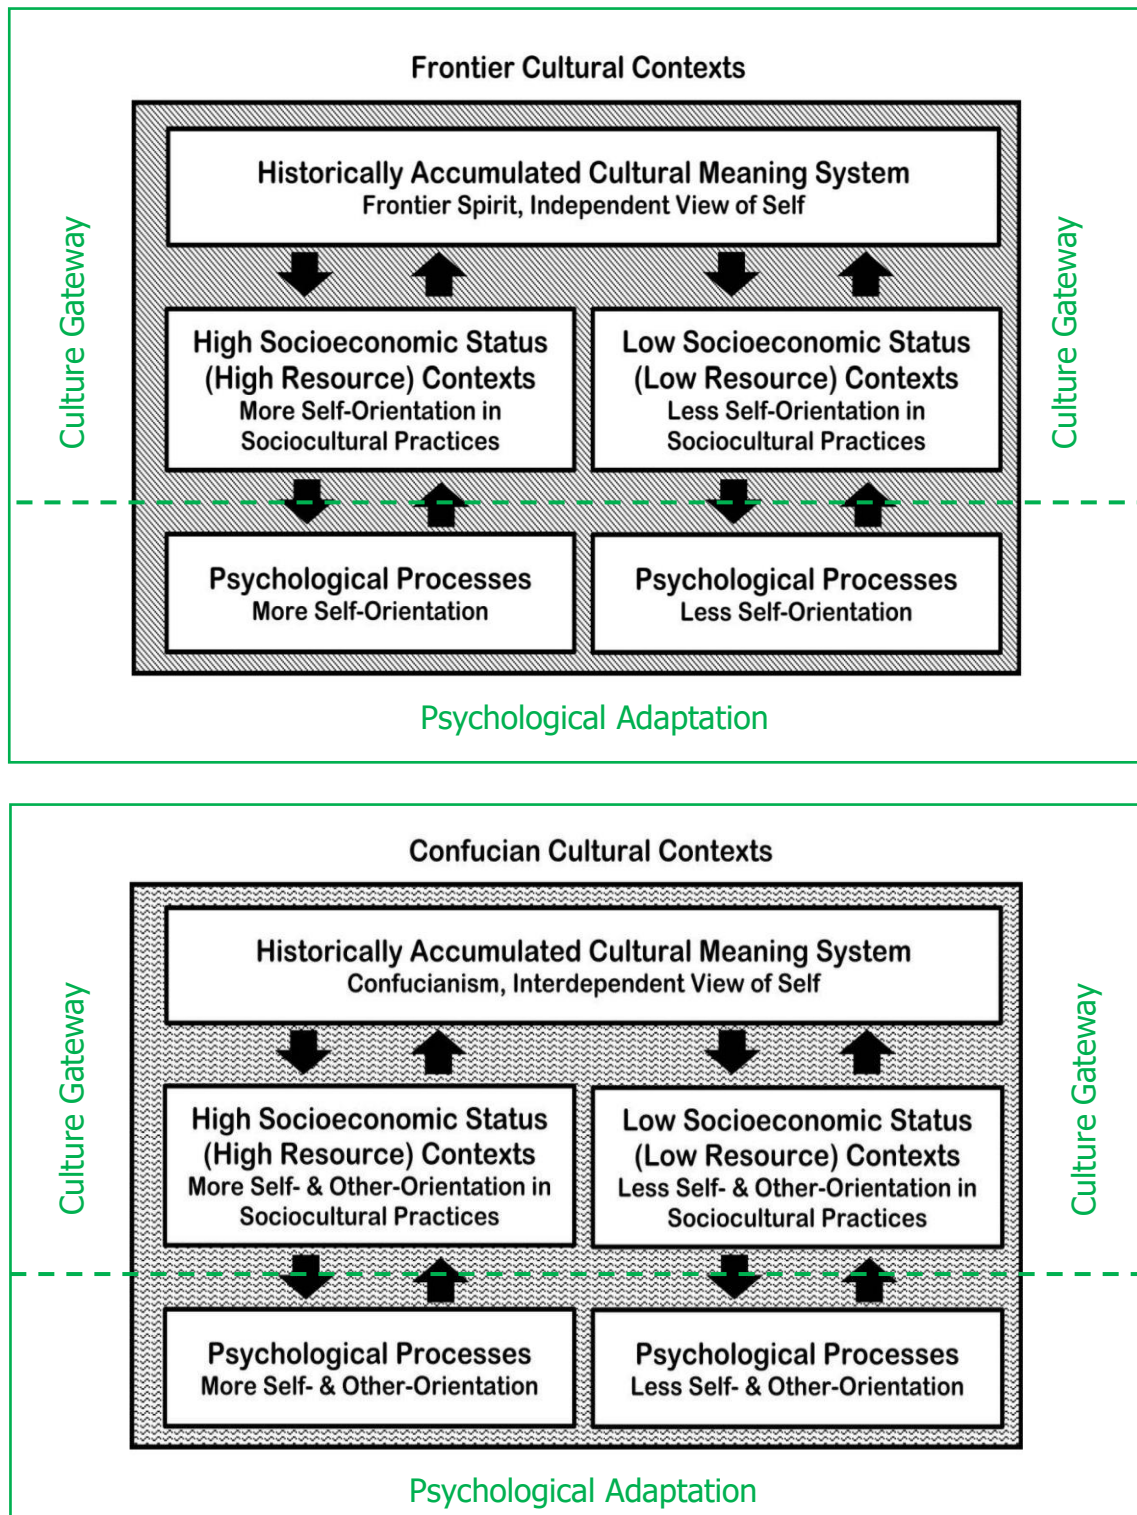 Frontier Cultural Contexts
Historically Accumulated Cultural Meaning System
Frontier Spirit, Independent View of Self
Culture Gateway
Culture Gateway
High Socioeconomic Status
(High Resource) Contexts
More Self-Orientation in
Sociocultural Practices
Low Socioeconomic Status
(Low Resource) Contexts
Less Self-Orientation in
Sociocultural Practices
Psychological Processes
More Self-Orientation
Psychological Processes
Less Self-Orientation
Psychological Adaptation
Confucian Cultural Contexts
Historically Accumulated Cultural Meaning System
Confucianism, Interdependent View of Self
Culture Gateway
Culture Gateway
High Socioeconomic Status
(High Resource) Contexts
More Self- & Other-Orientation in
Sociocultural Practices
Low Socioeconomic Status
(Low Resource) Contexts
Less Self- & Other-Orientation in
Sociocultural Practices
Psychological Processes
More Self- & Other-Orientation
Psychological Processes
Less Self- & Other-Orientation
Psychological Adaptation